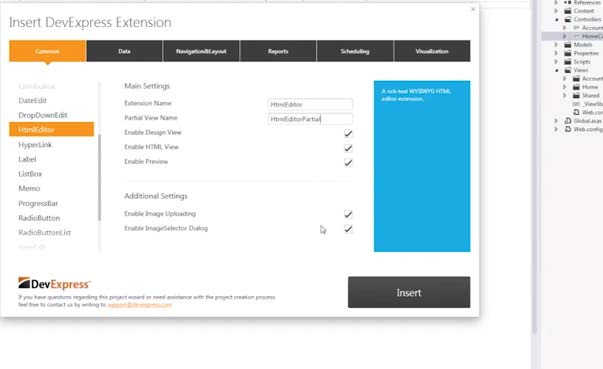 Insert DevExpress Extension
Common
Data
Navigation&Layout
Reports
Scheduling
Visualization
ComboBox
DateEdit
DropDownEdit
HtmlEditor
HyperLink
Label
ListBox
Memo
ProgressBar
RadioButton
RadioButtonList
Main Settings
Extension Name HtmlEditor
Partial View Name HtmlEditorPartial
Enable Design View
Enable HTML View
Enable Preview
Additional Settings
Enable Image Uploading
Enable ImageSelector Dialog
A rich-text WYSIWYG HTML
editor extension.
DevExpress
If you have questions regarding this project wizard or need assistance with the project creation process,
feel free to contact us by writing to support@devexpress.com
Insert
References
Content
Controllers
Account
HomeCo
Models
Properties
Scripts
Views
Account
Home
Shared
_ViewSta
Web.con
Global.asax
Web.config